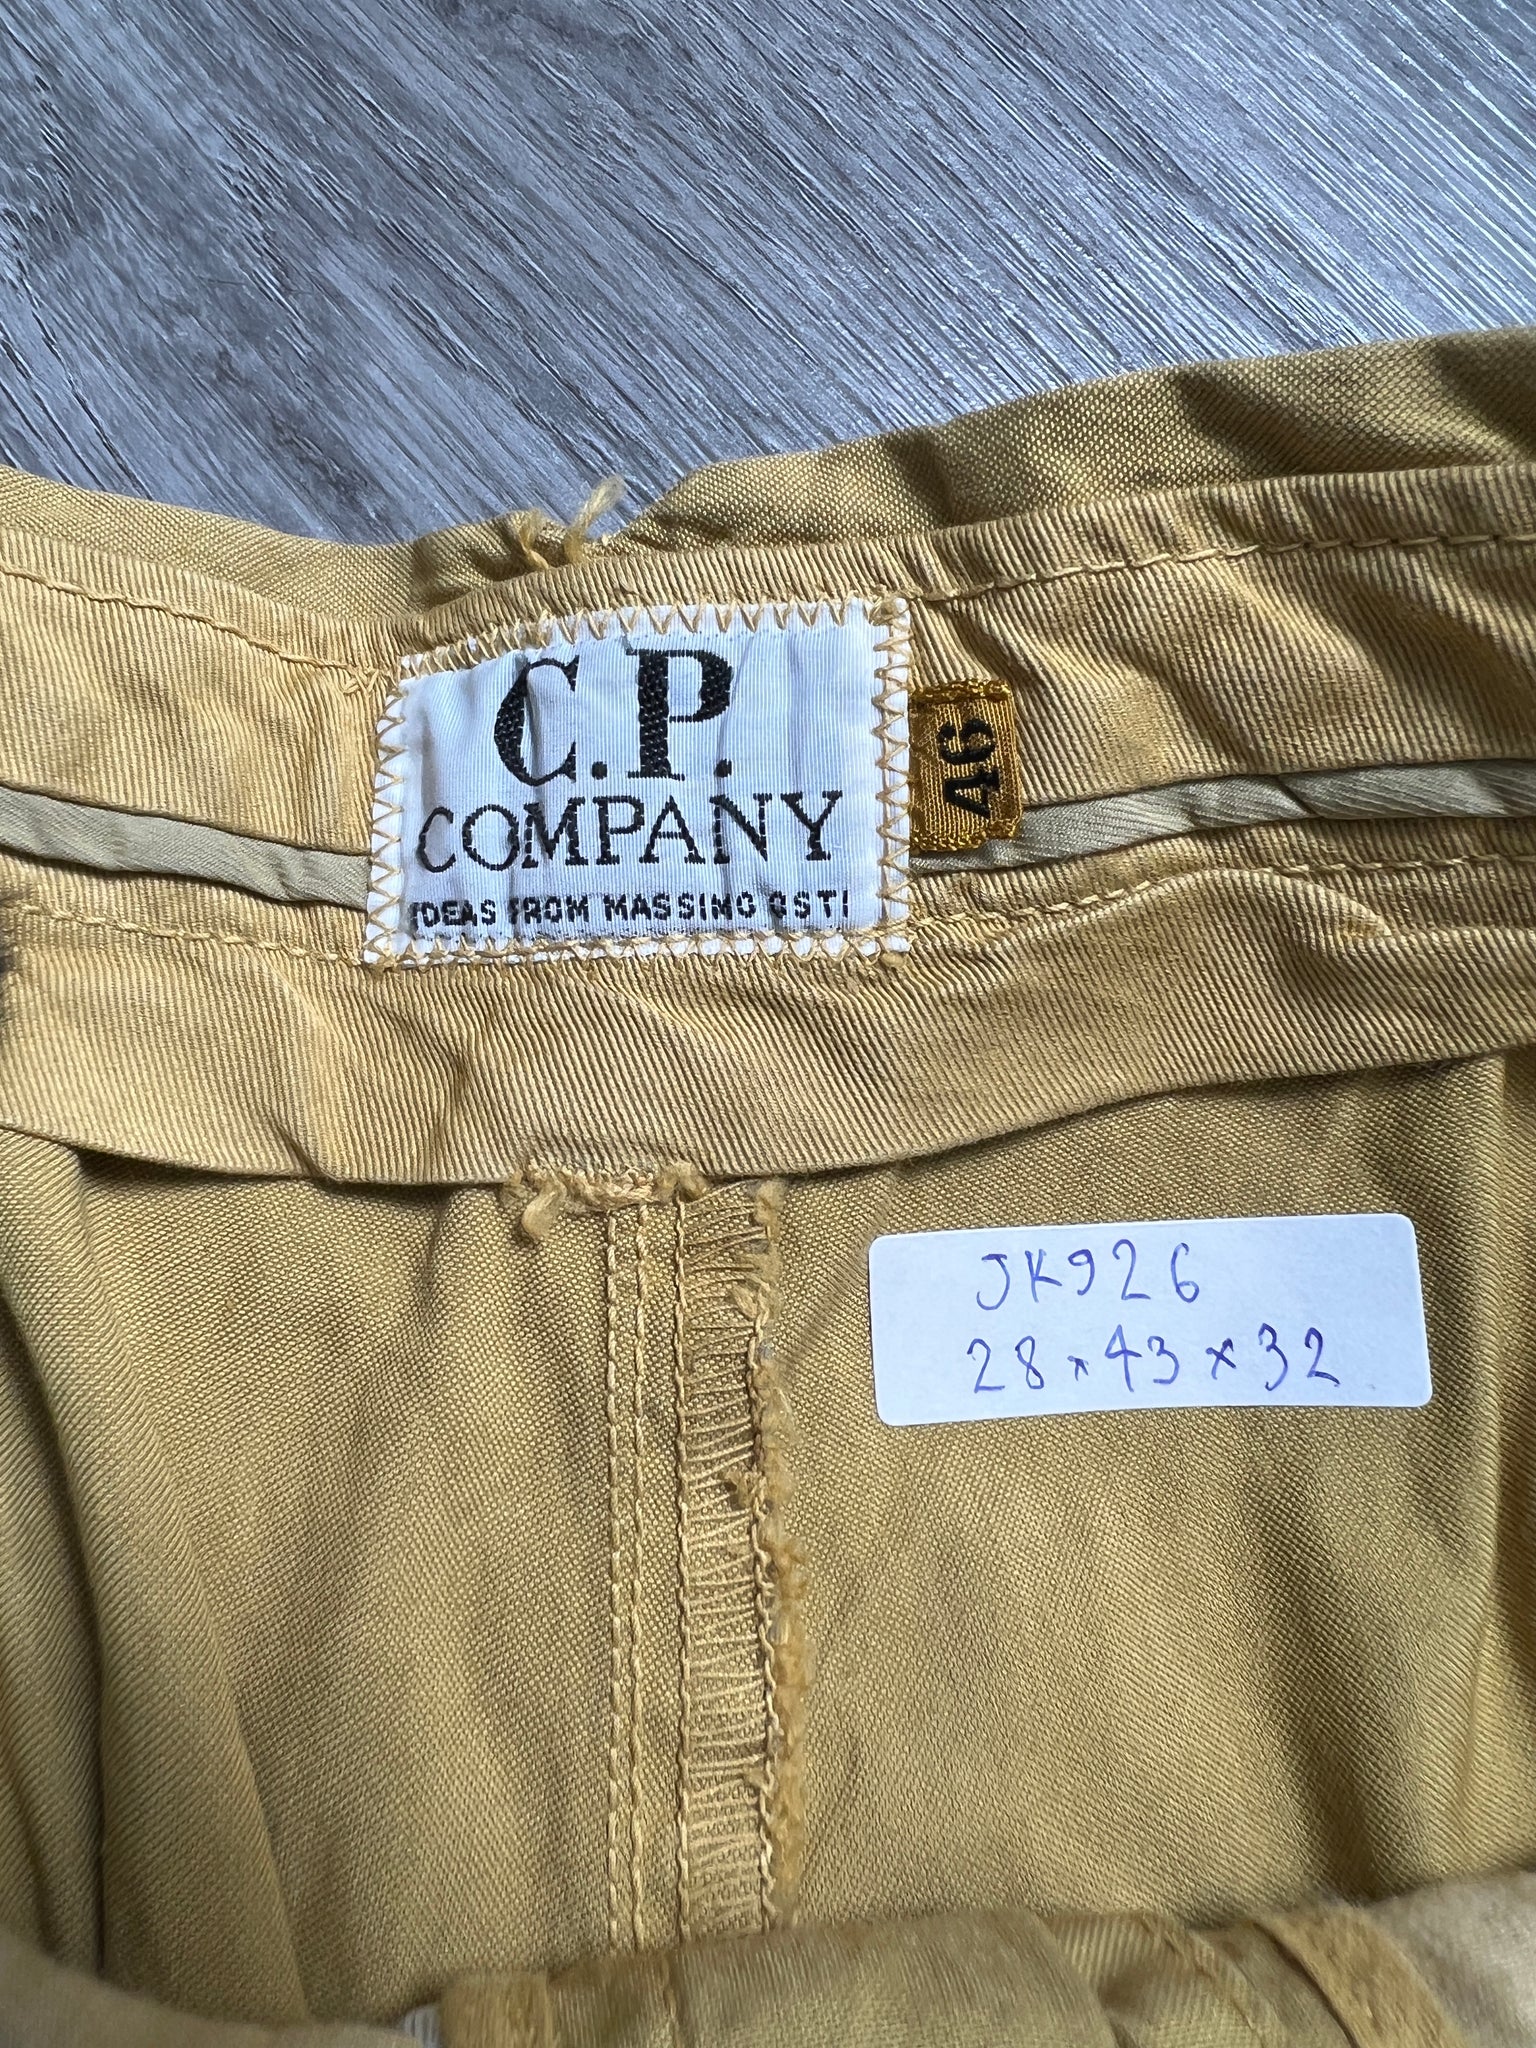 C.P.
COMPANY
IDEAS FROM MASSIMO OSTI
46
JK926
28 x 43 x 32